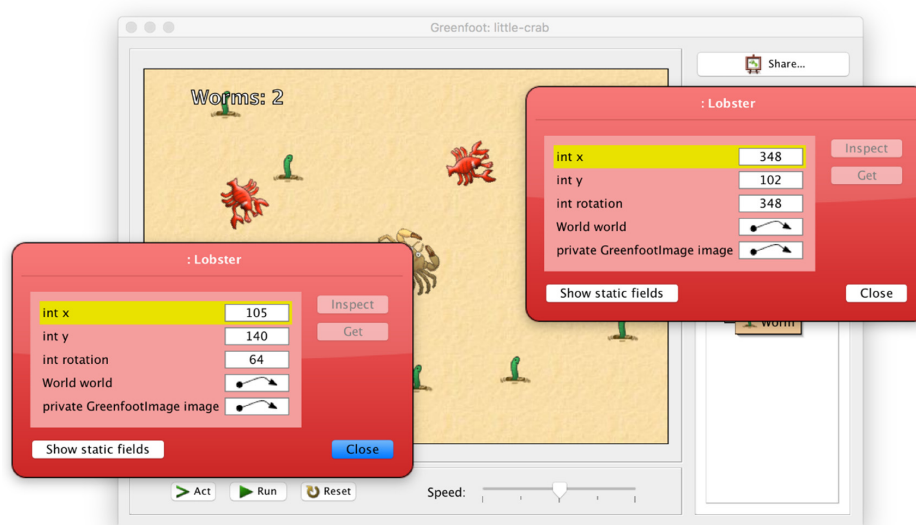 Greenfoot: little-crab
Share...
Worms: 2
: Lobster
int x 348
int y 102
int rotation 348
World world
private GreenfootImage image
Inspect
Get
Show static fields
Close
: Lobster
int x 105
int y 140
int rotation 64
World world
private GreenfootImage image
Inspect
Get
Show static fields
Close
Worm
Act
Run
Reset
Speed: